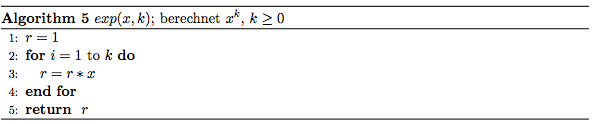 Algorithm 5 exp(x, k); berechnet x^k, k ≥ 0
1: r = 1
2: for i = 1 to k do
3: r = r ∗ x
4: end for
5: return r